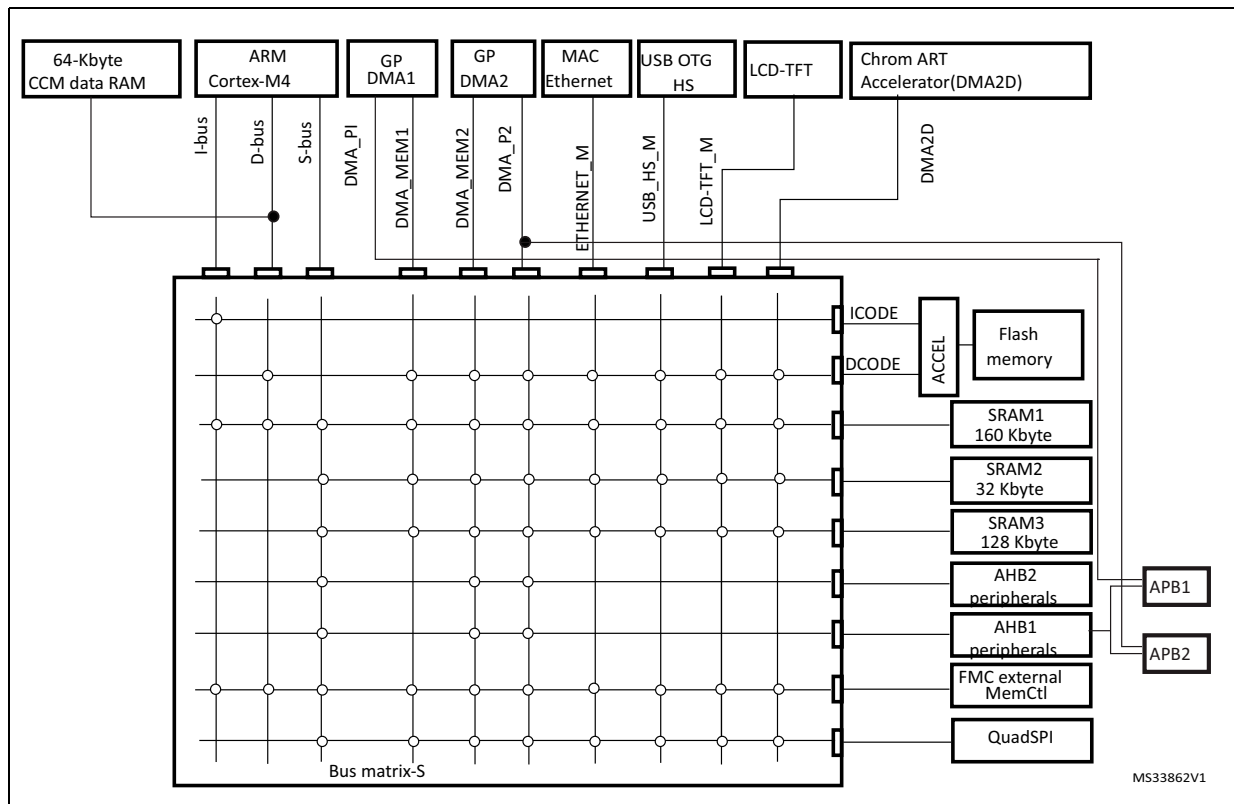 64-Kbyte
CCM data RAM
ARM
Cortex-M4
GP
DMA1
GP
DMA2
MAC
Ethernet
USB OTG
HS
LCD-TFT
Chrom ART
Accelerator(DMA2D)
I-bus
D-bus
S-bus
DMA_PI
DMA_MEM1
DMA_MEM2
DMA_P2
ETHERNET_M
USB_HS_M
LCD-TFT_M
DMA2D
ICODE
DCODE
ACCEL
Flash
memory
SRAM1
160 Kbyte
SRAM2
32 Kbyte
SRAM3
128 Kbyte
AHB2
peripherals
AHB1
peripherals
APB1
APB2
FMC external
MemCtl
QuadSPI
Bus matrix-S
MS33862V1